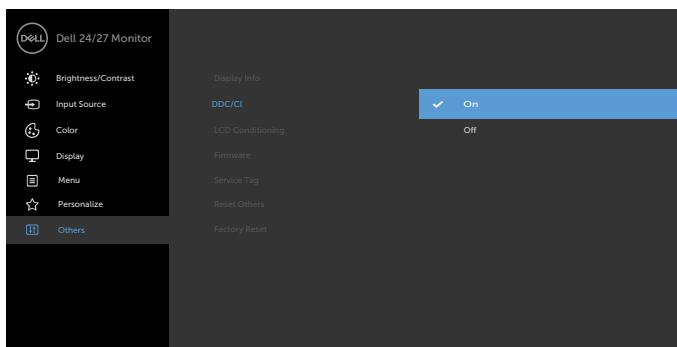 DELL Dell 24/27 Monitor
Brightness/Contrast
Input Source
Color
Display
Menu
Personalize
Others
Display Info
DDC/CI
LCD Conditioning
Firmware
Service Tag
Reset Others
Factory Reset
On
Off